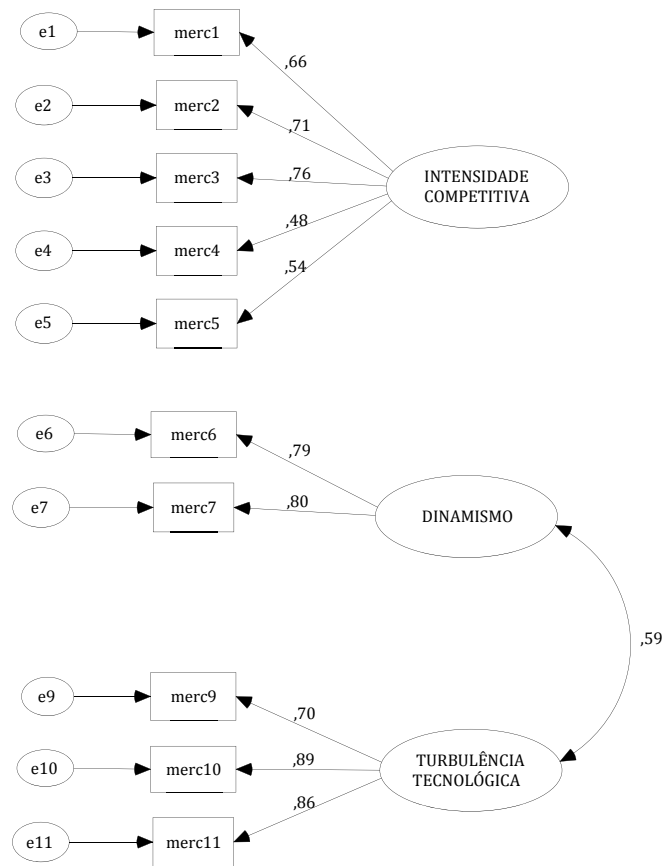 e1
merc1
,66
e2
merc2
,71
e3
merc3
,76
INTENSIDADE
COMPETITIVA
e4
merc4
,48
e5
merc5
,54
e6
merc6
,79
e7
merc7
,80
DINAMISMO
,59
e9
merc9
,70
e10
merc10
,89
TURBULÊNCIA
TECNOLÓGICA
e11
merc11
,86